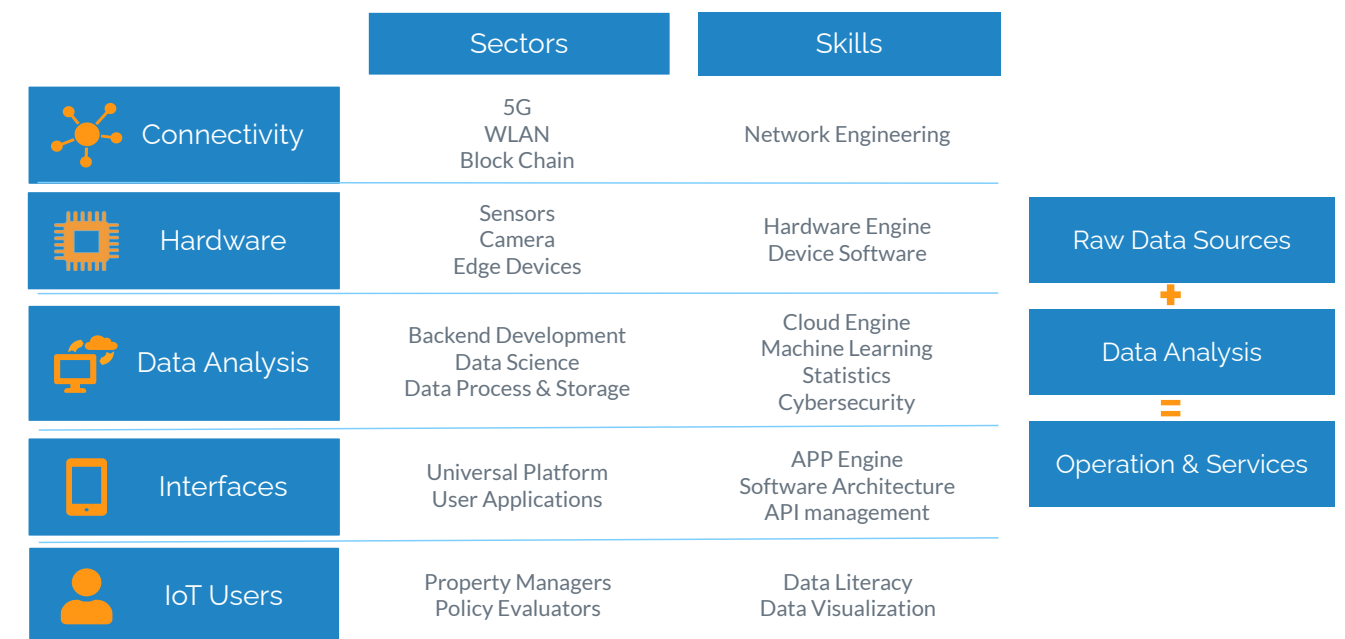 Sectors
Skills
Connectivity
5G
WLAN
Block Chain
Network Engineering
Hardware
Sensors
Camera
Edge Devices
Hardware Engine
Device Software
Data Analysis
Backend Development
Data Science
Data Process & Storage
Cloud Engine
Machine Learning
Statistics
Cybersecurity
Interfaces
Universal Platform
User Applications
APP Engine
Software Architecture
API management
IoT Users
Property Managers
Policy Evaluators
Data Literacy
Data Visualization
Raw Data Sources
+
Data Analysis
=
Operation & Services